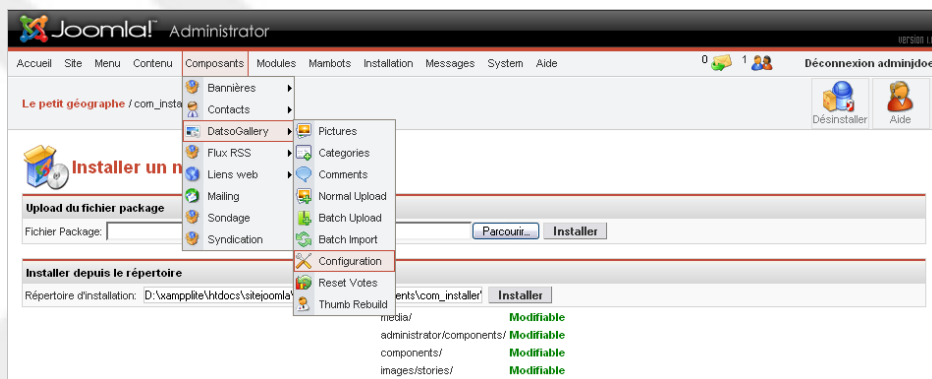 Joomla! Administrator
version 1.
Accueil Site Menu Contenu Composants Modules Mambots Installation Messages System Aide 0 1 Déconnexion adminjdoe
Le petit géographe / com_insta
Désinstaller Aide
Bannières
Contacts
DatsoGallery
Flux RSS
Liens web
Mailing
Sondage
Syndication
Pictures
Categories
Comments
Normal Upload
Batch Upload
Batch Import
Configuration
Reset Votes
Thumb Rebuild
Installer un n
Upload du fichier package
Fichier Package: Parcourir... Installer
Installer depuis le répertoire
Répertoire d'installation: D:\xampplite\htdocs\sitejoomla\ ents\com_installer' Installer
media/ Modifiable
administrator/components/ Modifiable
components/ Modifiable
images/stories/ Modifiable